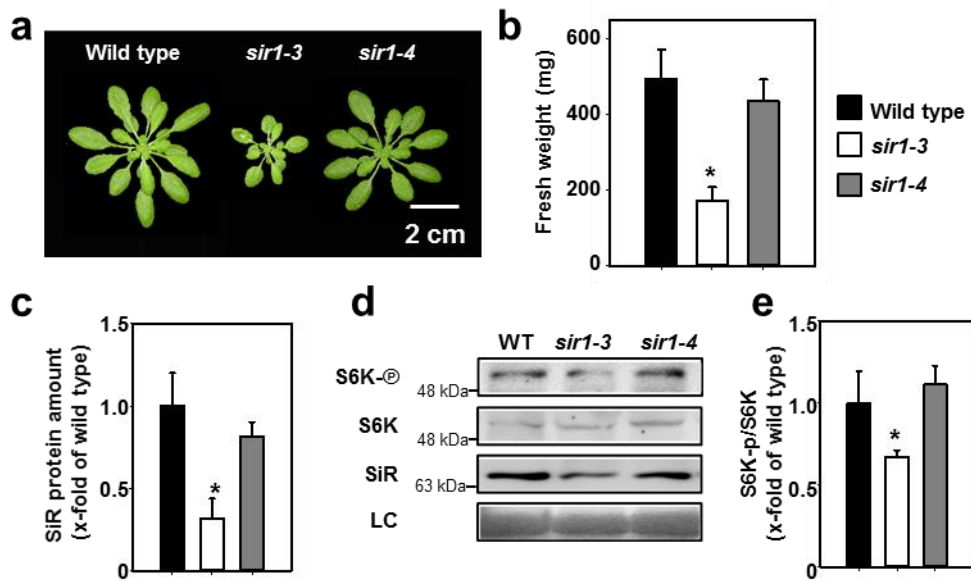 a
Wild type sir1-3 sir1-4
2 cm
b
Fresh weight (mg)
600
400
200
0
*
Wild type
sir1-3
sir1-4
c
SiR protein amount
(x-fold of wild type)
1.5
1.0
0.5
0
*
d
WT sir1-3 sir1-4
S6K-Ⓟ
48 kDa
S6K
48 kDa
SiR
63 kDa
LC
e
S6K-p/S6K
(x-fold of wild type)
1.5
1.0
0.5
0
*